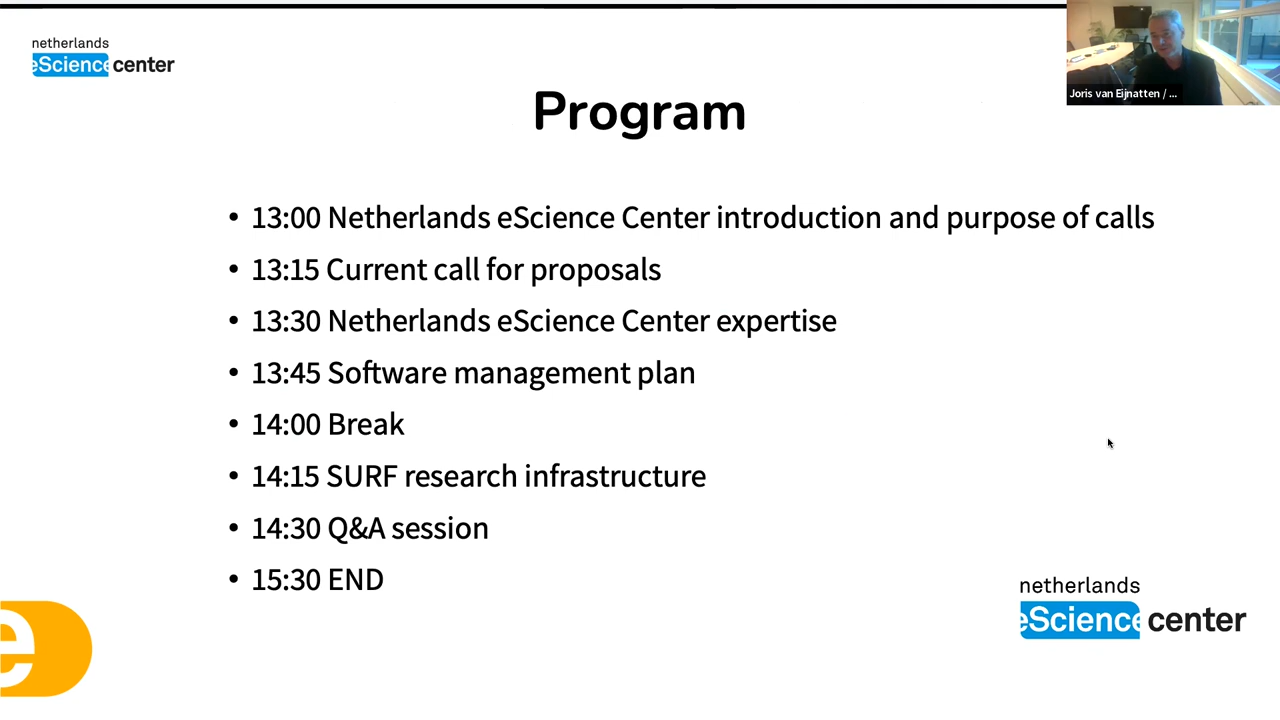 netherlands
eScience center
Joris van Eijnatten / ...
Program
• 13:00 Netherlands eScience Center introduction and purpose of calls
• 13:15 Current call for proposals
• 13:30 Netherlands eScience Center expertise
• 13:45 Software management plan
• 14:00 Break
• 14:15 SURF research infrastructure
• 14:30 Q&A session
• 15:30 END
netherlands
eScience center
e